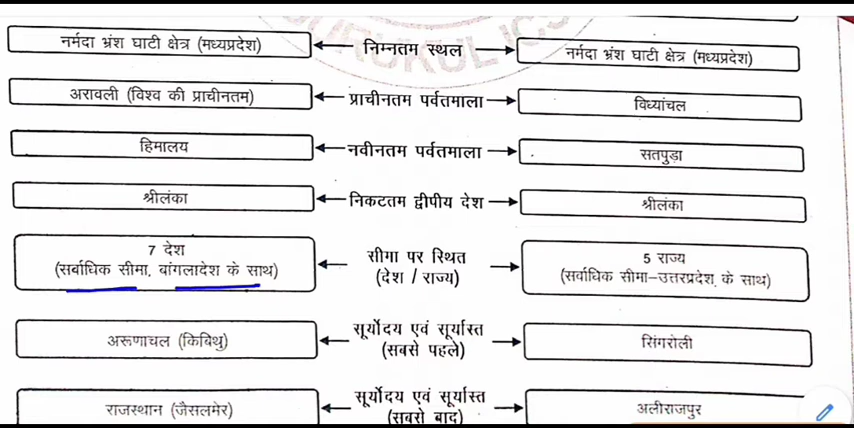 GURUKUL ICS
नर्मदा भ्रंश घाटी क्षेत्र (मध्यप्रदेश) निम्नतम स्थल नर्मदा भ्रंश घाटी क्षेत्र (मध्यप्रदेश)
अरावली (विश्व की प्राचीनतम) प्राचीनतम पर्वतमाला विध्यांचल
हिमालय नवीनतम पर्वतमाला सतपुड़ा
श्रीलंका निकटतम द्वीपीय देश श्रीलंका
7 देश सीमा पर स्थित 5 राज्य
(सर्वाधिक सीमा, बांगलादेश के साथ) (देश / राज्य) (सर्वाधिक सीमा–उत्तरप्रदेश के साथ)
अरूणाचल (किबिथु) सूर्योदय एवं सूर्यास्त सिंगरोली
(सबसे पहले)
राजस्थान (जैसलमेर) सूर्योदय एवं सूर्यास्त अलीराजपुर
(सबसे बाद)